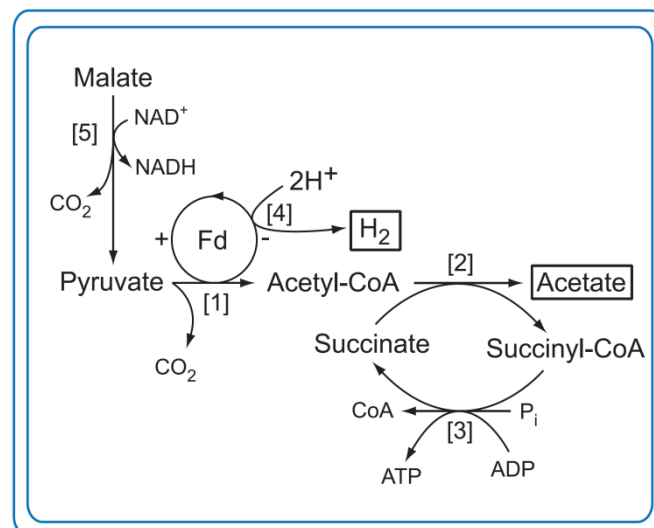 Malate
NAD⁺
[5]
NADH
CO₂
2H⁺
[4]
+ Fd -
H₂
[2]
Pyruvate
Acetyl-CoA
Acetate
[1]
CO₂
Succinate
Succinyl-CoA
CoA
Pᵢ
[3]
ATP
ADP